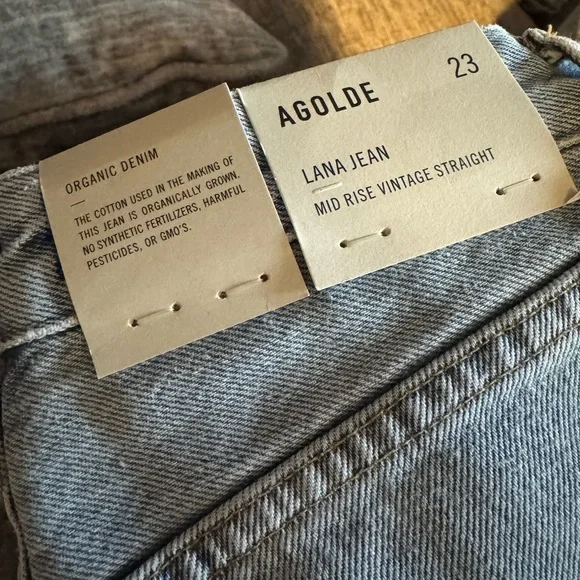 ORGANIC DENIM
THE COTTON USED IN THE MAKING OF
THIS JEAN IS ORGANICALLY GROWN.
NO SYNTHETIC FERTILIZERS, HARMFUL
PESTICIDES, OR GMO'S.
AGOLDE 23
LANA JEAN
MID RISE VINTAGE STRAIGHT